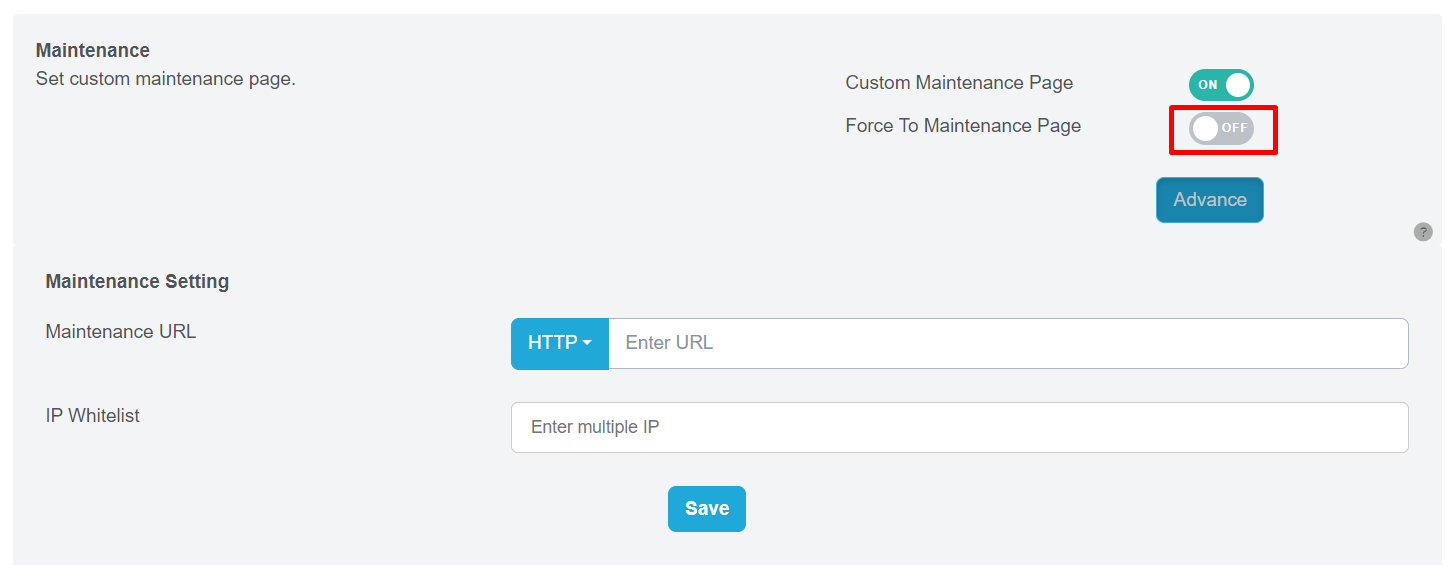 Maintenance
Set custom maintenance page.
Custom Maintenance Page
ON
Force To Maintenance Page
OFF
Advance
?
Maintenance Setting
Maintenance URL
HTTP
Enter URL
IP Whitelist
Enter multiple IP
Save